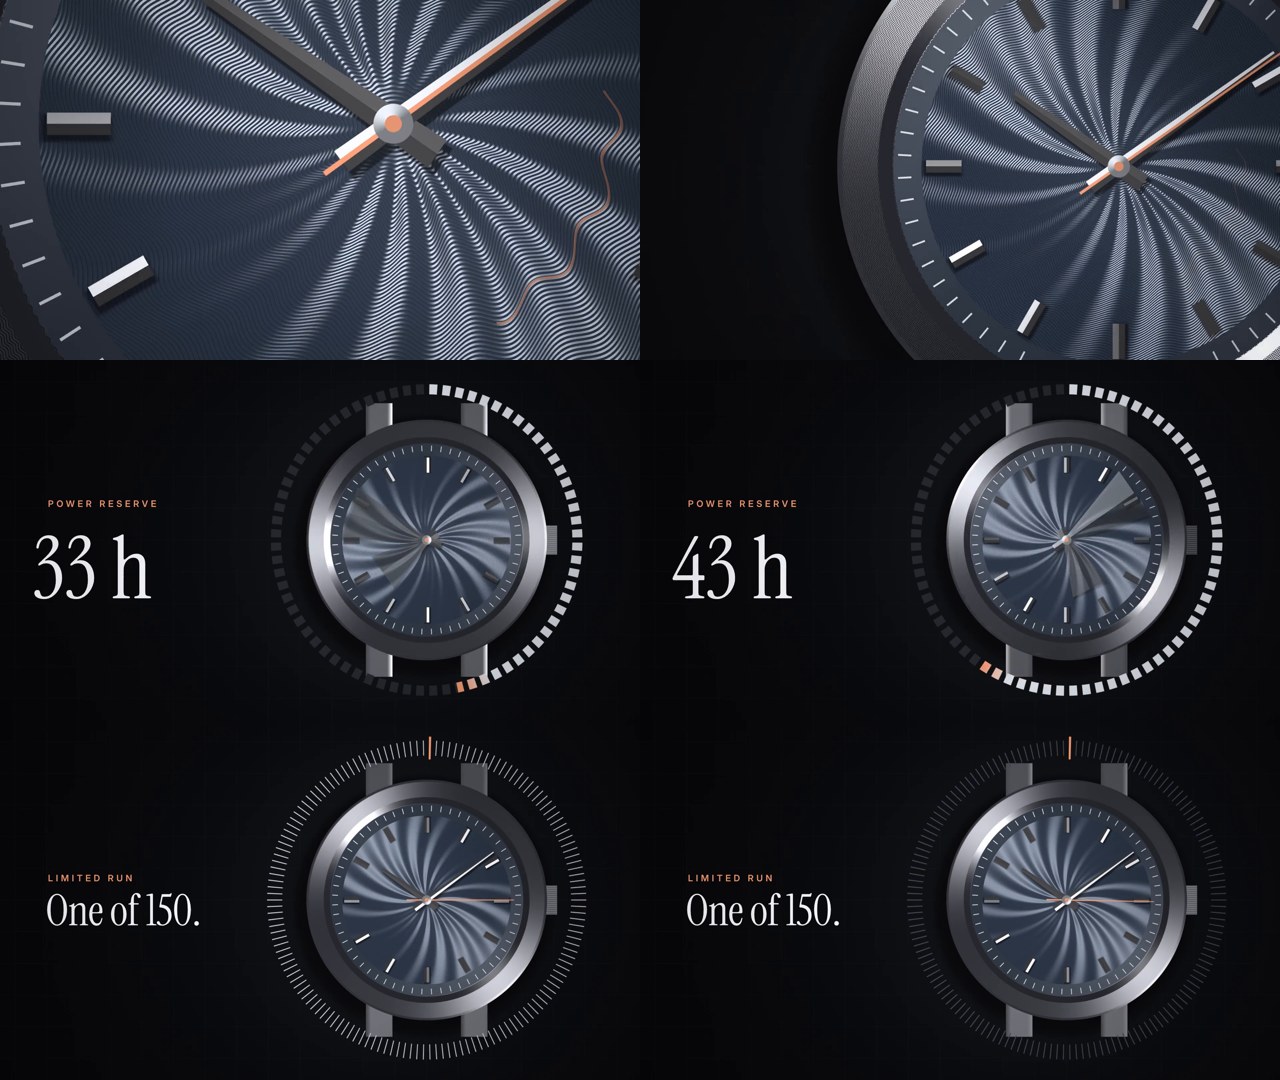 POWER RESERVE
33 h
POWER RESERVE
43 h
LIMITED RUN
One of 150.
LIMITED RUN
One of 150.